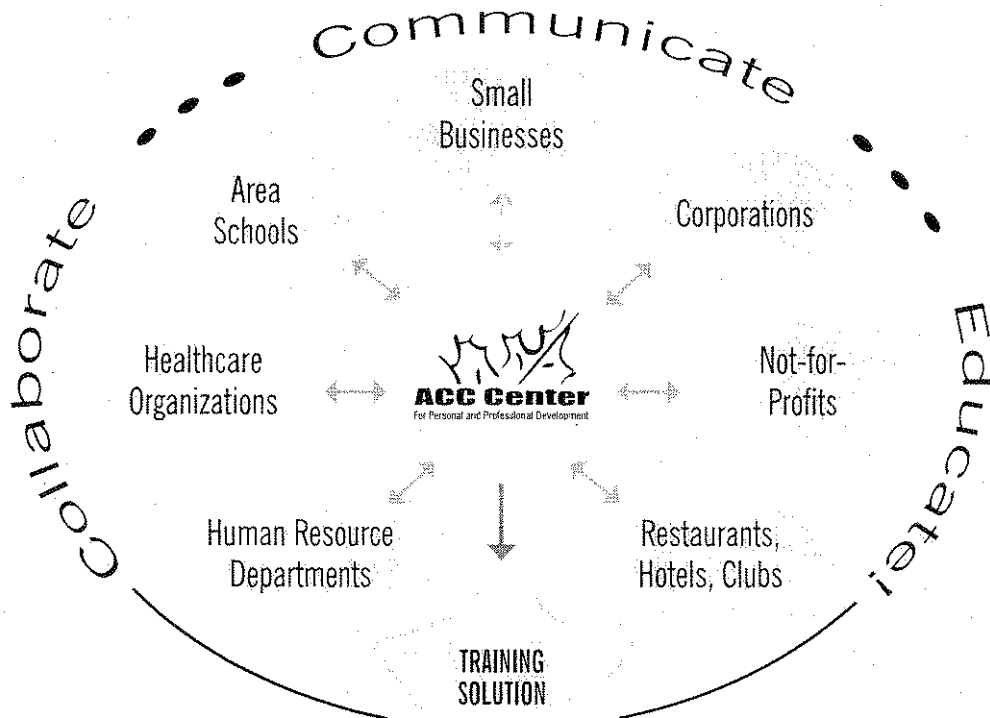 Collaborate • • • Communicate • • • Educate!
Small
Businesses
Area
Schools
Corporations
Healthcare
Organizations
ACC Center
For Personal and Professional Development
Not-for-
Profits
Human Resource
Departments
Restaurants,
Hotels, Clubs
TRAINING
SOLUTION